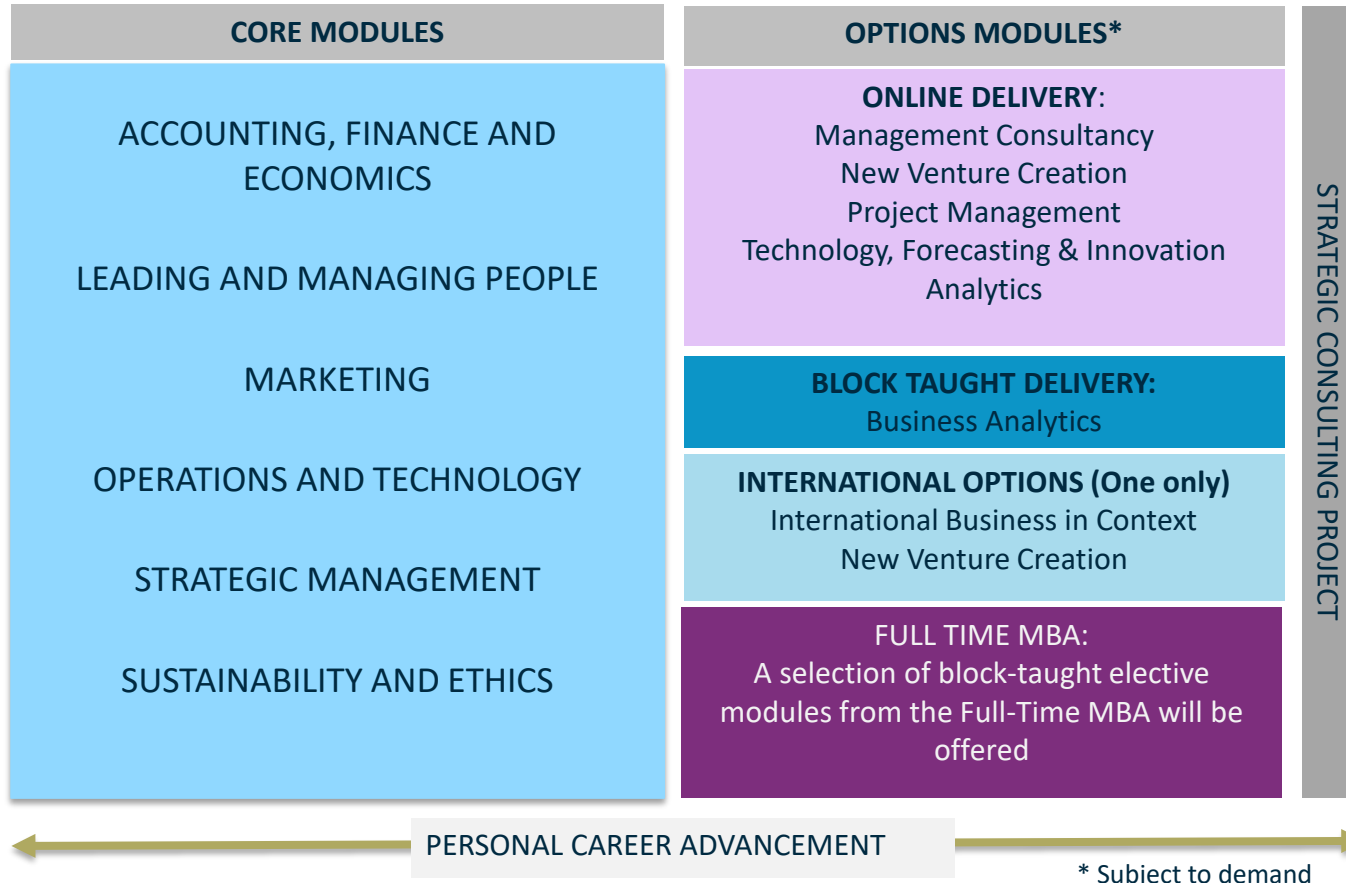 CORE MODULES
ACCOUNTING, FINANCE AND
ECONOMICS
LEADING AND MANAGING PEOPLE
MARKETING
OPERATIONS AND TECHNOLOGY
STRATEGIC MANAGEMENT
SUSTAINABILITY AND ETHICS
OPTIONS MODULES*
ONLINE DELIVERY:
Management Consultancy
New Venture Creation
Project Management
Technology, Forecasting & Innovation
Analytics
BLOCK TAUGHT DELIVERY:
Business Analytics
INTERNATIONAL OPTIONS (One only)
International Business in Context
New Venture Creation
FULL TIME MBA:
A selection of block-taught elective
modules from the Full-Time MBA will be
offered
STRATEGIC CONSULTING PROJECT
PERSONAL CAREER ADVANCEMENT
* Subject to demand